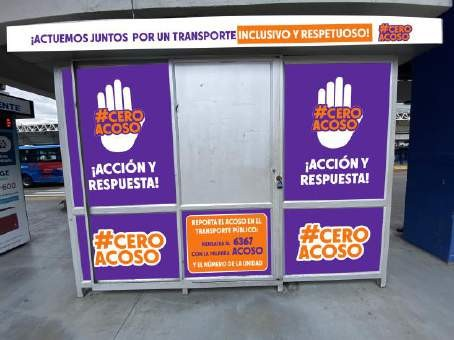 ¡ACTUEMOS JUNTOS POR UN TRANSPORTE INCLUSIVO Y RESPETUOSO! #CERO ACOSO
#CERO
ACOSO
¡ACCIÓN Y
RESPUESTA!
#CERO
ACOSO
¡ACCIÓN Y
RESPUESTA!
#CERO
ACOSO
REPORTA EL ACOSO EN EL
TRANSPORTE PÚBLICO:
MENSAJE AL 6367
CON LA PALABRA ACOSO
Y EL NÚMERO DE LA UNIDAD
#CERO
ACOSO
ENTE
GE
-600